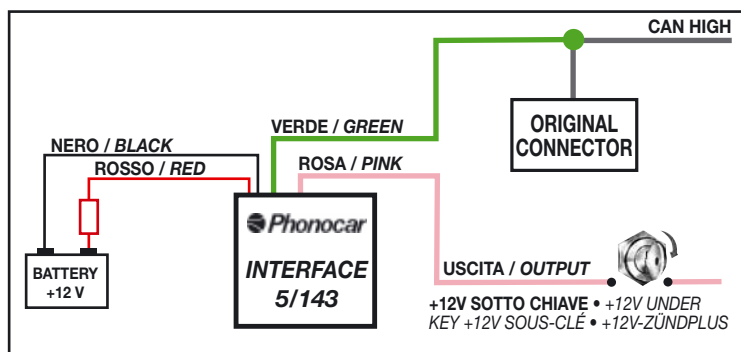 CAN HIGH
VERDE / GREEN
ORIGINAL
CONNECTOR
NERO / BLACK
ROSSO / RED
ROSA / PINK
Phonocar
INTERFACE
5/143
BATTERY
+12 V
USCITA / OUTPUT
+12V SOTTO CHIAVE • +12V UNDER
KEY +12V SOUS-CLÉ • +12V-ZÜNDPLUS